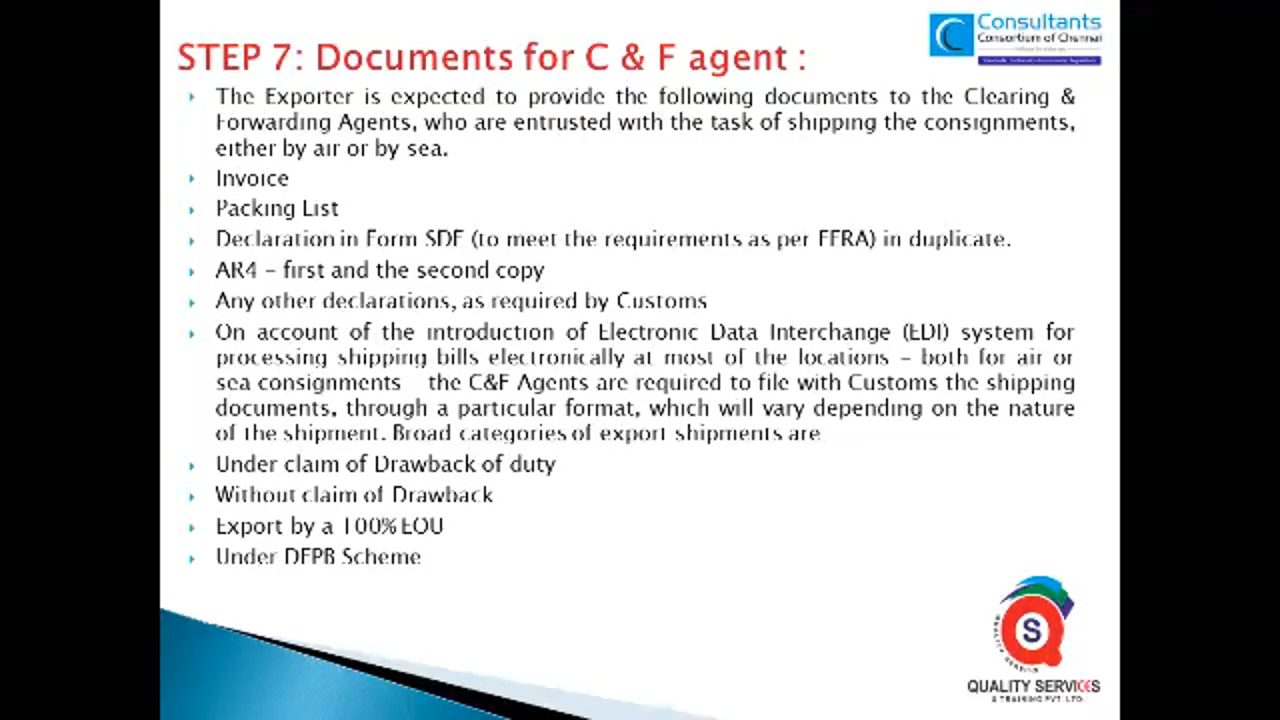 Consultants
Consortium of Chennai
STEP 7: Documents for C & F agent :
The Exporter is expected to provide the following documents to the Clearing &
Forwarding Agents, who are entrusted with the task of shipping the consignments,
either by air or by sea.
Invoice
Packing List
Declaration in Form SDF (to meet the requirements as per FERA) in duplicate.
AR4 – first and the second copy
Any other declarations, as required by Customs
On account of the introduction of Electronic Data Interchange (EDI) system for
processing shipping bills electronically at most of the locations – both for air or
sea consignments – the C&F Agents are required to file with Customs the shipping
documents, through a particular format, which will vary depending on the nature
of the shipment. Broad categories of export shipments are
Under claim of Drawback of duty
Without claim of Drawback
Export by a 100% EOU
Under DEPB Scheme
S
QUALITY SERVICES
& TRAINING PVT. LTD.